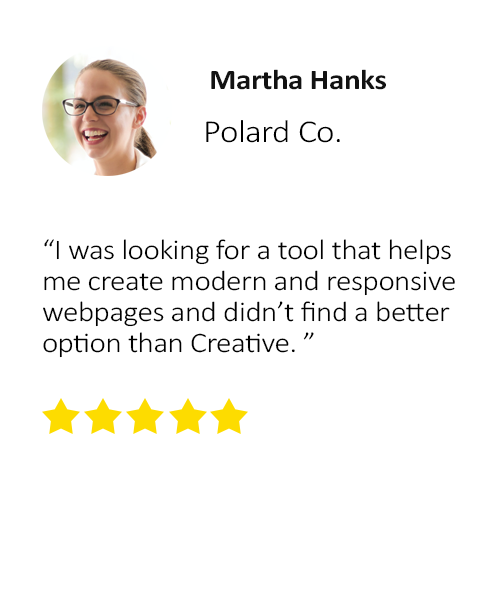 Martha Hanks
Polard Co.
“I was looking for a tool that helps
me create modern and responsive
webpages and didn’t find a better
option than Creative. ”